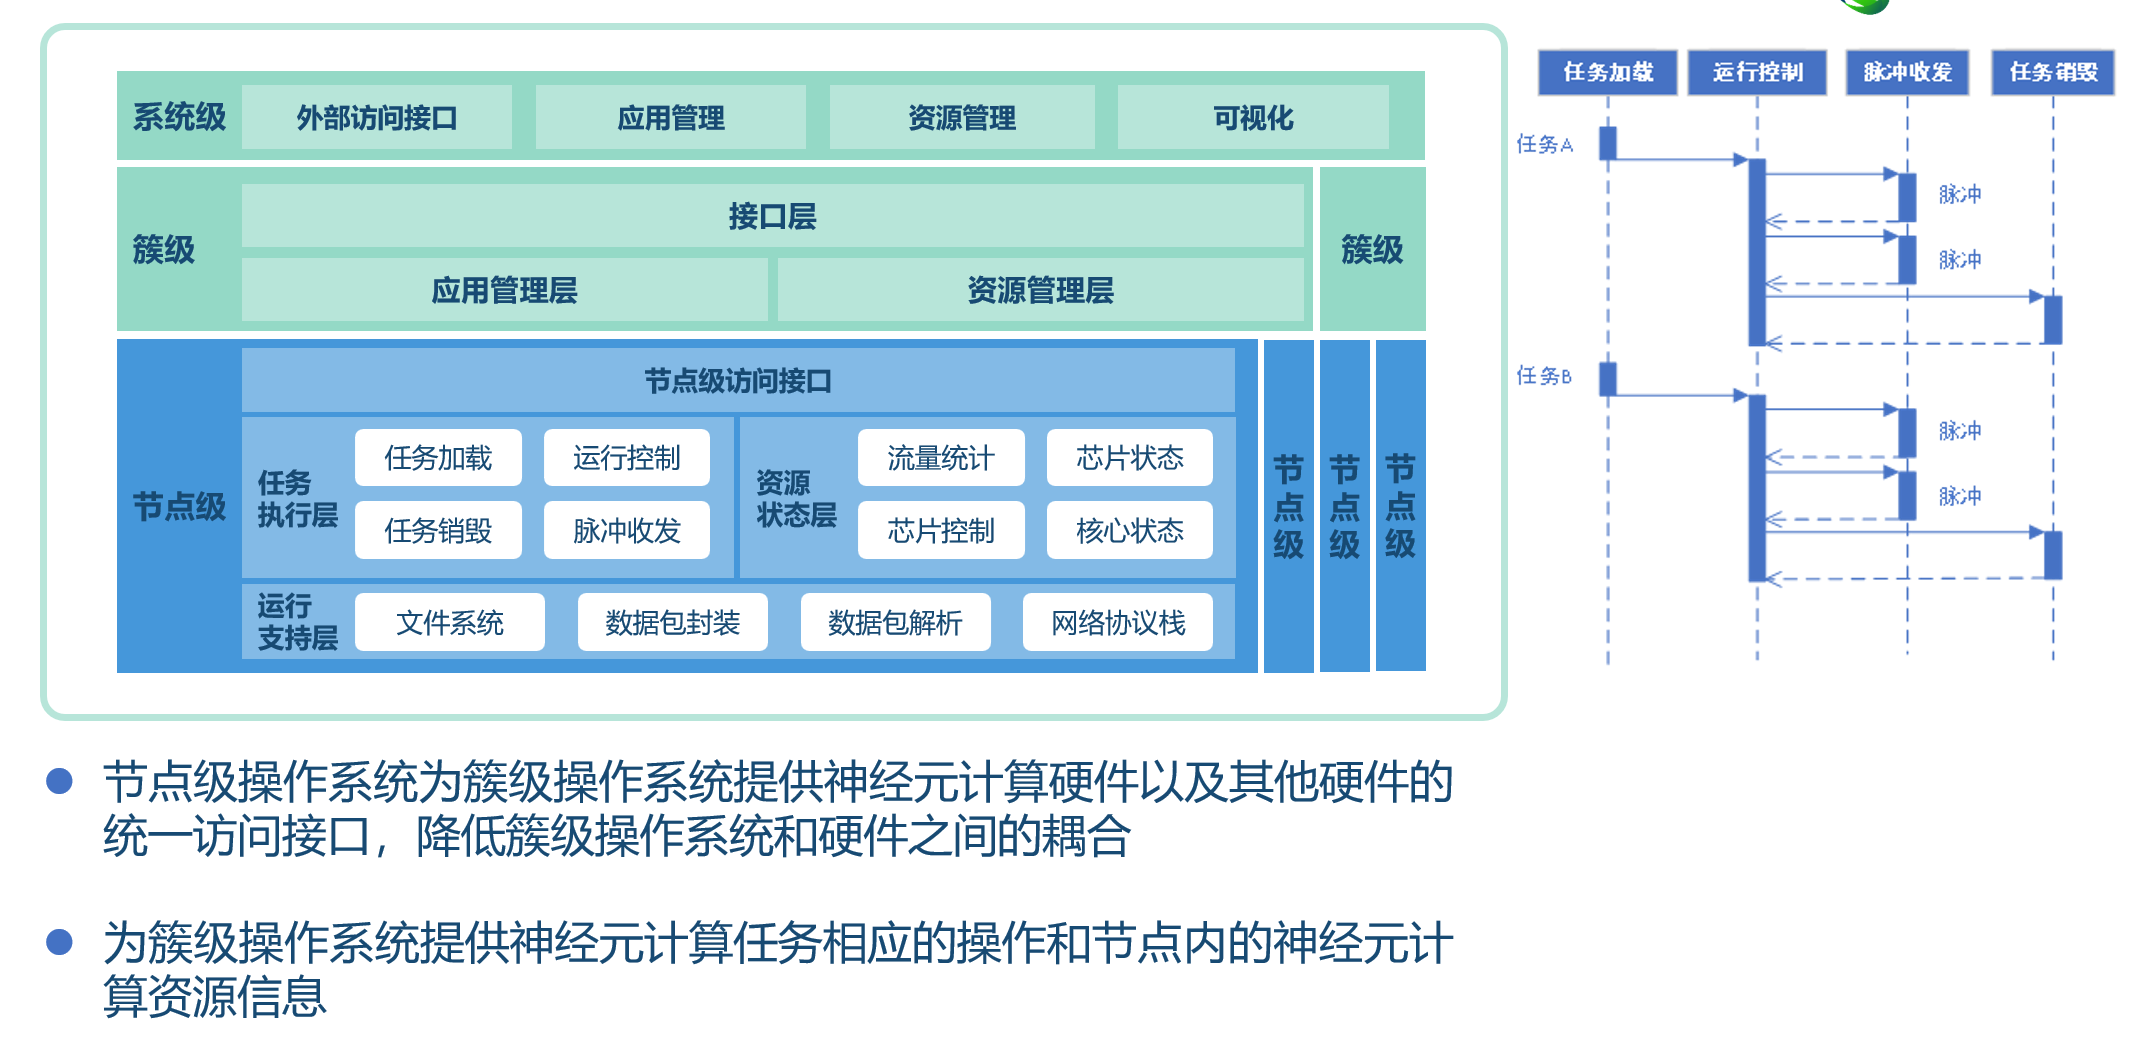 系统级
外部访问接口
应用管理
资源管理
可视化
簇级
接口层
应用管理层
资源管理层
簇级
节点级
节点级访问接口
任务
执行层
任务加载
运行控制
任务销毁
脉冲收发
资源
状态层
流量统计
芯片状态
芯片控制
核心状态
运行
支持层
文件系统
数据包封装
数据包解析
网络协议栈
节点级
节点级
节点级
任务加载
运行控制
脉冲收发
任务销毁
任务A
脉冲
脉冲
任务B
脉冲
脉冲
节点级操作系统为簇级操作系统提供神经元计算硬件以及其他硬件的
统一访问接口，降低簇级操作系统和硬件之间的耦合
为簇级操作系统提供神经元计算任务相应的操作和节点内的神经元计
算资源信息